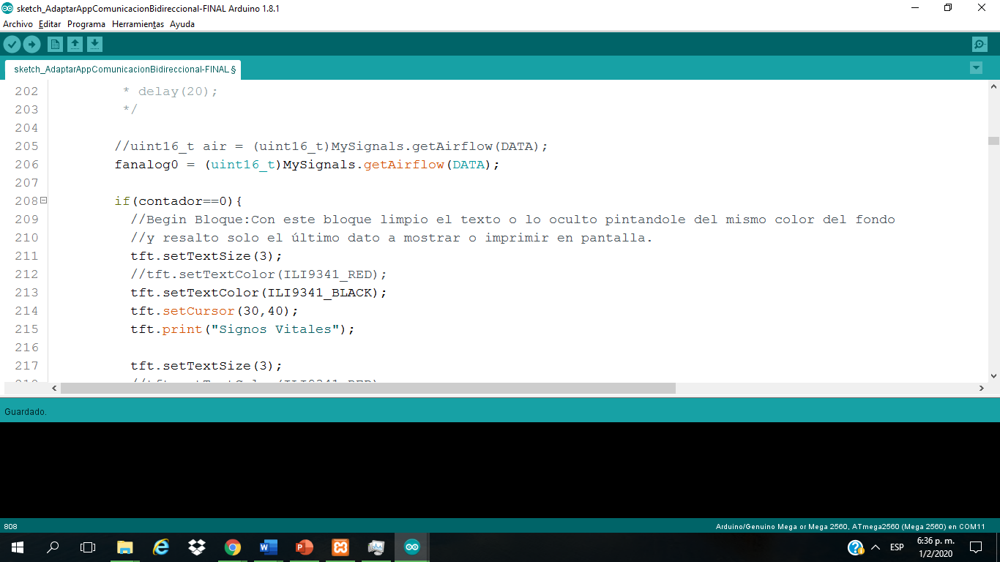 sketch_AdaptarAppComunicacionBidireccional-FINAL Arduino 1.8.1
Archivo Editar Programa Herramientas Ayuda
sketch_AdaptarAppComunicacionBidireccional-FINAL §
202 * delay(20);
203 */
204
205 //uint16_t air = (uint16_t)MySignals.getAirflow(DATA);
206 fanalog0 = (uint16_t)MySignals.getAirflow(DATA);
207
208 if(contador==0){
209 //Begin Bloque:Con este bloque limpio el texto o lo oculto pintandole del mismo color del fondo
210 //y resalto solo el último dato a mostrar o imprimir en pantalla.
211 tft.setTextSize(3);
212 //tft.setTextColor(ILI9341_RED);
213 tft.setTextColor(ILI9341_BLACK);
214 tft.setCursor(30,40);
215 tft.print("Signos Vitales");
216
217 tft.setTextSize(3);
Guardado.
808
Arduino/Genuino Mega or Mega 2560, ATmega2560 (Mega 2560) en COM11
ESP
6:36 p. m.
1/2/2020